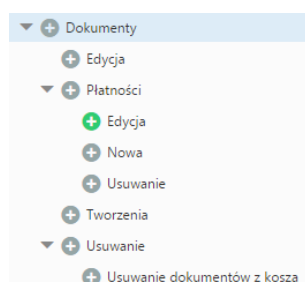 Dokumenty
Edycja
Płatności
Edycja
Nowa
Usuwanie
Tworzenia
Usuwanie
Usuwanie dokumentów z kosza